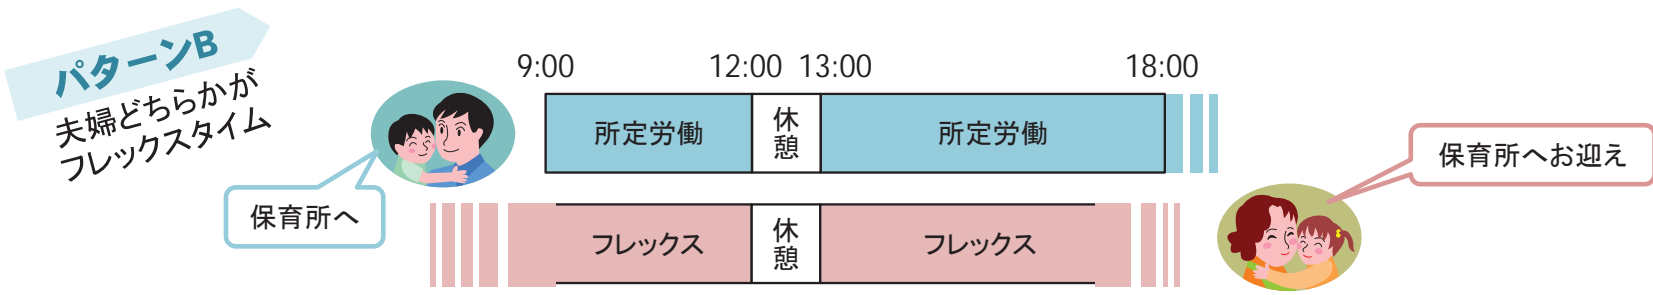 パターンB
夫婦どちらかが
フレックスタイム
9:00 12:00 13:00 18:00
所定労働 休憩 所定労働
保育所へお迎え
保育所へ
フレックス 休憩 フレックス